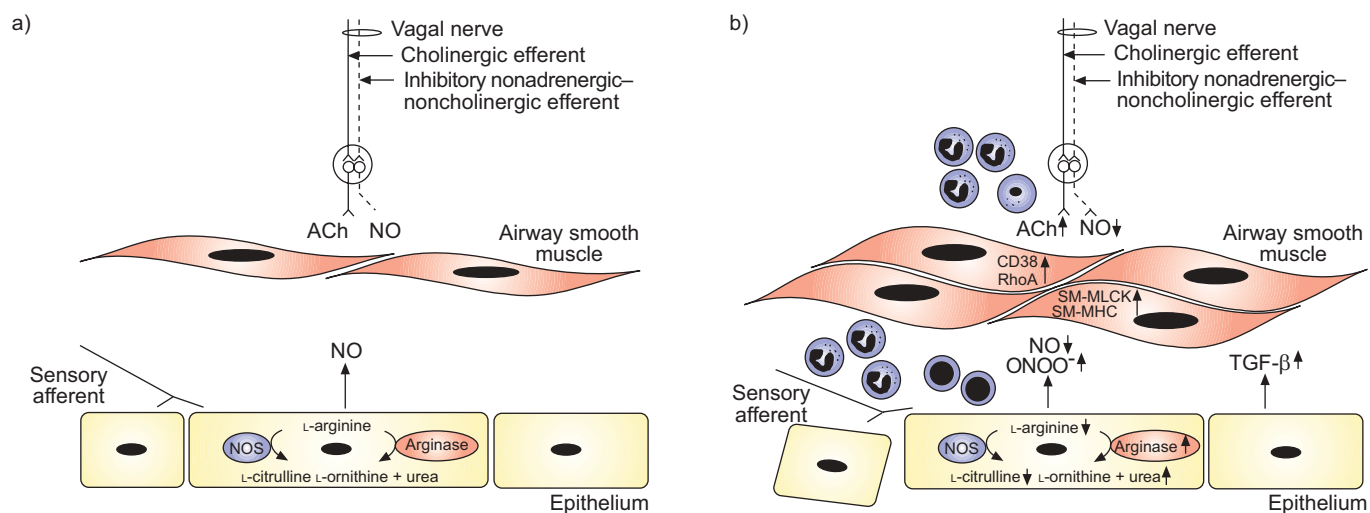 a)
Vagal nerve
Cholinergic efferent
Inhibitory nonadrenergic–
noncholinergic efferent
ACh NO
Airway smooth
muscle
NO
Sensory
afferent
L-arginine
NOS
Arginase
L-citrulline L-ornithine + urea
Epithelium
b)
Vagal nerve
Cholinergic efferent
Inhibitory nonadrenergic–
noncholinergic efferent
ACh NO
Airway smooth
muscle
CD38
RhoA
SM-MLCK
SM-MHC
NO
ONOO⁻
TGF-β
Sensory
afferent
L-arginine
NOS
Arginase
L-citrulline L-ornithine + urea
Epithelium